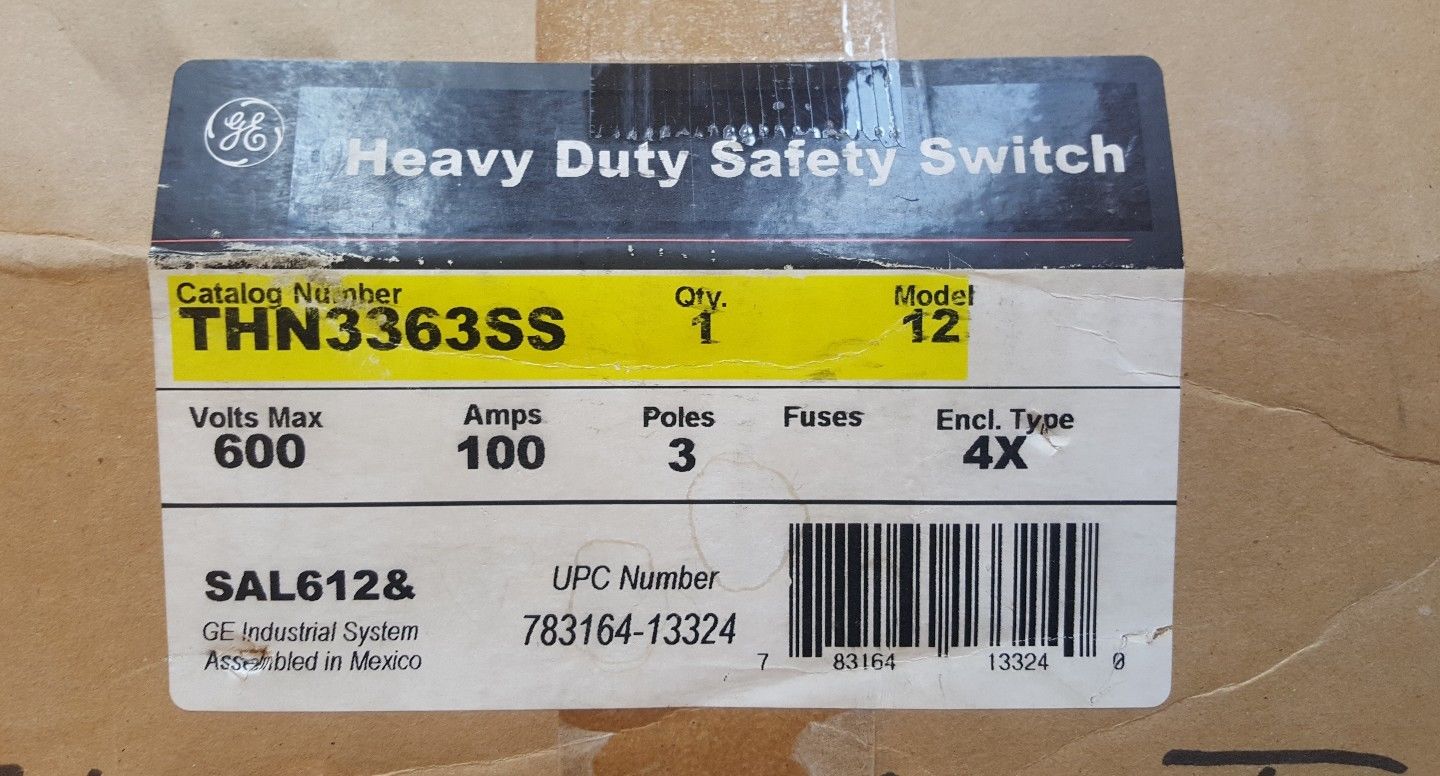 GE
Heavy Duty Safety Switch
Catalog Number Qty. Model
THN3363SS 1 12
Volts Max Amps Poles Fuses Encl. Type
600 100 3 4X
SAL612&
GE Industrial System
Assembled in Mexico
UPC Number
783164-13324
7 83164 13324 0